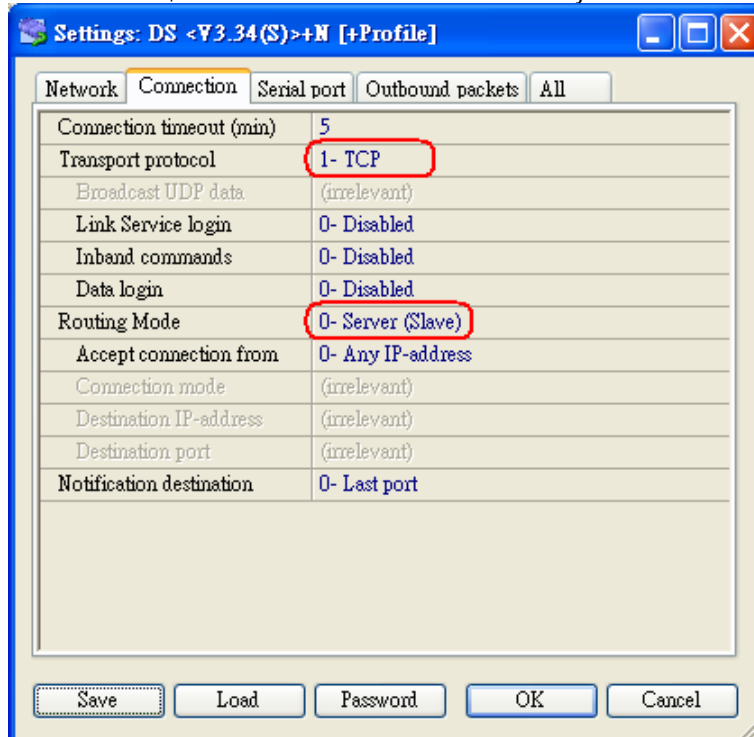 Settings: DS <V3.34(S)>+N [+Profile]
Network Connection Serial port Outbound packets All
Connection timeout (min) 5
Transport protocol 1- TCP
Broadcast UDP data (irrelevant)
Link Service login 0- Disabled
Inband commands 0- Disabled
Data login 0- Disabled
Routing Mode 0- Server (Slave)
Accept connection from 0- Any IP-address
Connection mode (irrelevant)
Destination IP-address (irrelevant)
Destination port (irrelevant)
Notification destination 0- Last port
Save Load Password OK Cancel